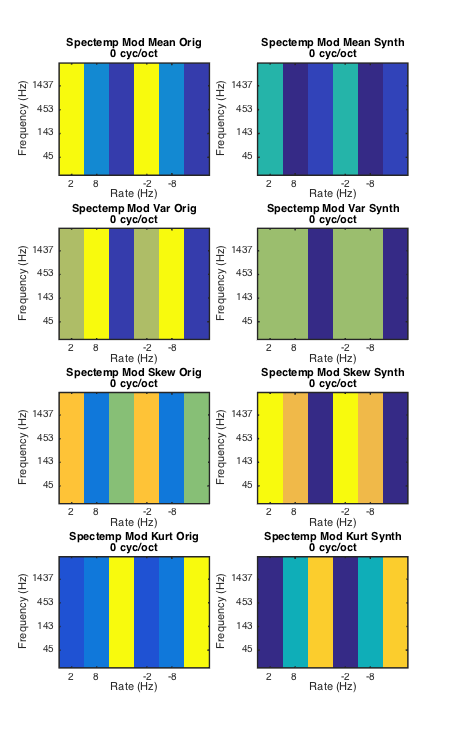 Spectemp Mod Mean Orig
0 cyc/oct
Frequency (Hz)
1437
453
143
45
2 8 -2 -8
Rate (Hz)
Spectemp Mod Mean Synth
0 cyc/oct
Frequency (Hz)
1437
453
143
45
2 8 -2 -8
Rate (Hz)
Spectemp Mod Var Orig
0 cyc/oct
Frequency (Hz)
1437
453
143
45
2 8 -2 -8
Rate (Hz)
Spectemp Mod Var Synth
0 cyc/oct
Frequency (Hz)
1437
453
143
45
2 8 -2 -8
Rate (Hz)
Spectemp Mod Skew Orig
0 cyc/oct
Frequency (Hz)
1437
453
143
45
2 8 -2 -8
Rate (Hz)
Spectemp Mod Skew Synth
0 cyc/oct
Frequency (Hz)
1437
453
143
45
2 8 -2 -8
Rate (Hz)
Spectemp Mod Kurt Orig
0 cyc/oct
Frequency (Hz)
1437
453
143
45
2 8 -2 -8
Rate (Hz)
Spectemp Mod Kurt Synth
0 cyc/oct
Frequency (Hz)
1437
453
143
45
2 8 -2 -8
Rate (Hz)